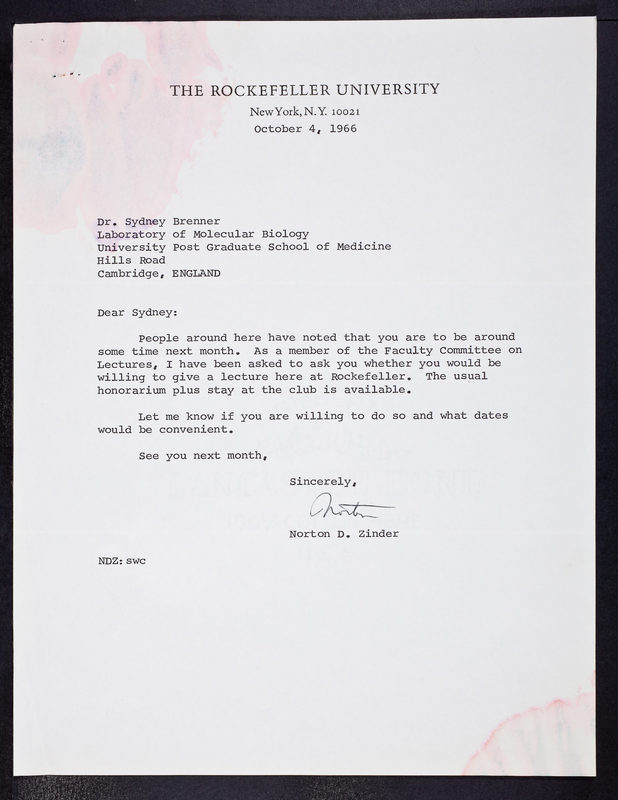 THE ROCKEFELLER UNIVERSITY
New York, N.Y. 10021
October 4, 1966
Dr. Sydney Brenner
Laboratory of Molecular Biology
University Post Graduate School of Medicine
Hills Road
Cambridge, ENGLAND
Dear Sydney:
People around here have noted that you are to be around
some time next month. As a member of the Faculty Committee on
Lectures, I have been asked to ask you whether you would be
willing to give a lecture here at Rockefeller. The usual
honorarium plus stay at the club is available.
Let me know if you are willing to do so and what dates
would be convenient.
See you next month,
Sincerely,
Norton
Norton D. Zinder
NDZ:swc